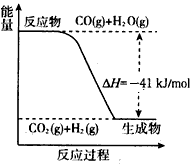 能量
反应物 CO(g)+H₂O(g)
ΔH=−41 kJ/mol
CO₂(g)+H₂(g) 生成物
反应过程